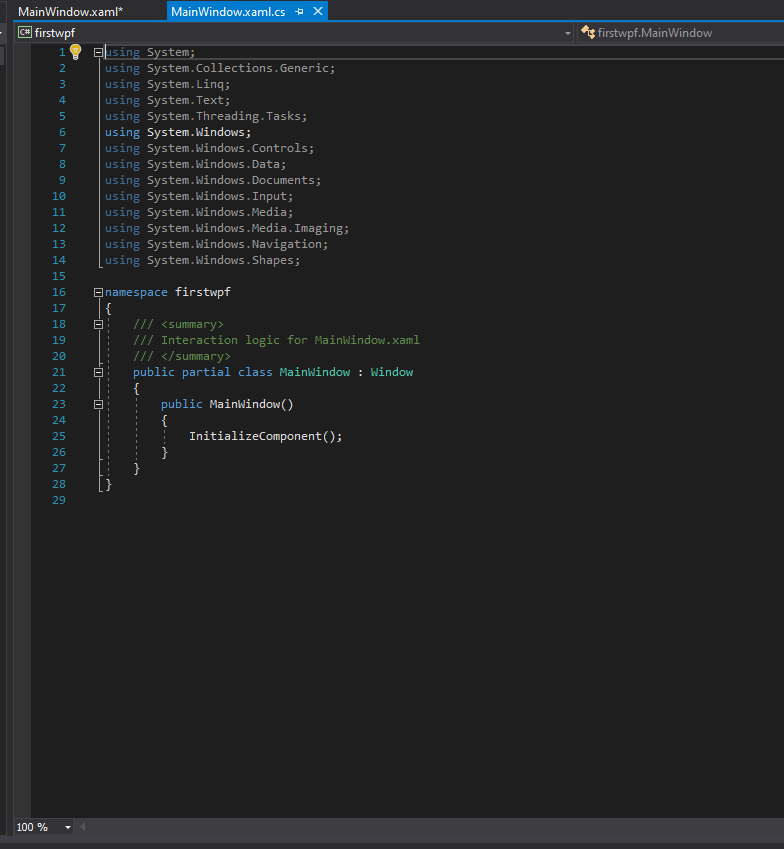 MainWindow.xaml* MainWindow.xaml.cs
C# firstwpf firstwpf.MainWindow
1 using System;
2 using System.Collections.Generic;
3 using System.Linq;
4 using System.Text;
5 using System.Threading.Tasks;
6 using System.Windows;
7 using System.Windows.Controls;
8 using System.Windows.Data;
9 using System.Windows.Documents;
10 using System.Windows.Input;
11 using System.Windows.Media;
12 using System.Windows.Media.Imaging;
13 using System.Windows.Navigation;
14 using System.Windows.Shapes;
15
16 namespace firstwpf
17 {
18 /// <summary>
19 /// Interaction logic for MainWindow.xaml
20 /// </summary>
21 public partial class MainWindow : Window
22 {
23 public MainWindow()
24 {
25 InitializeComponent();
26 }
27 }
28 }
29
100 %